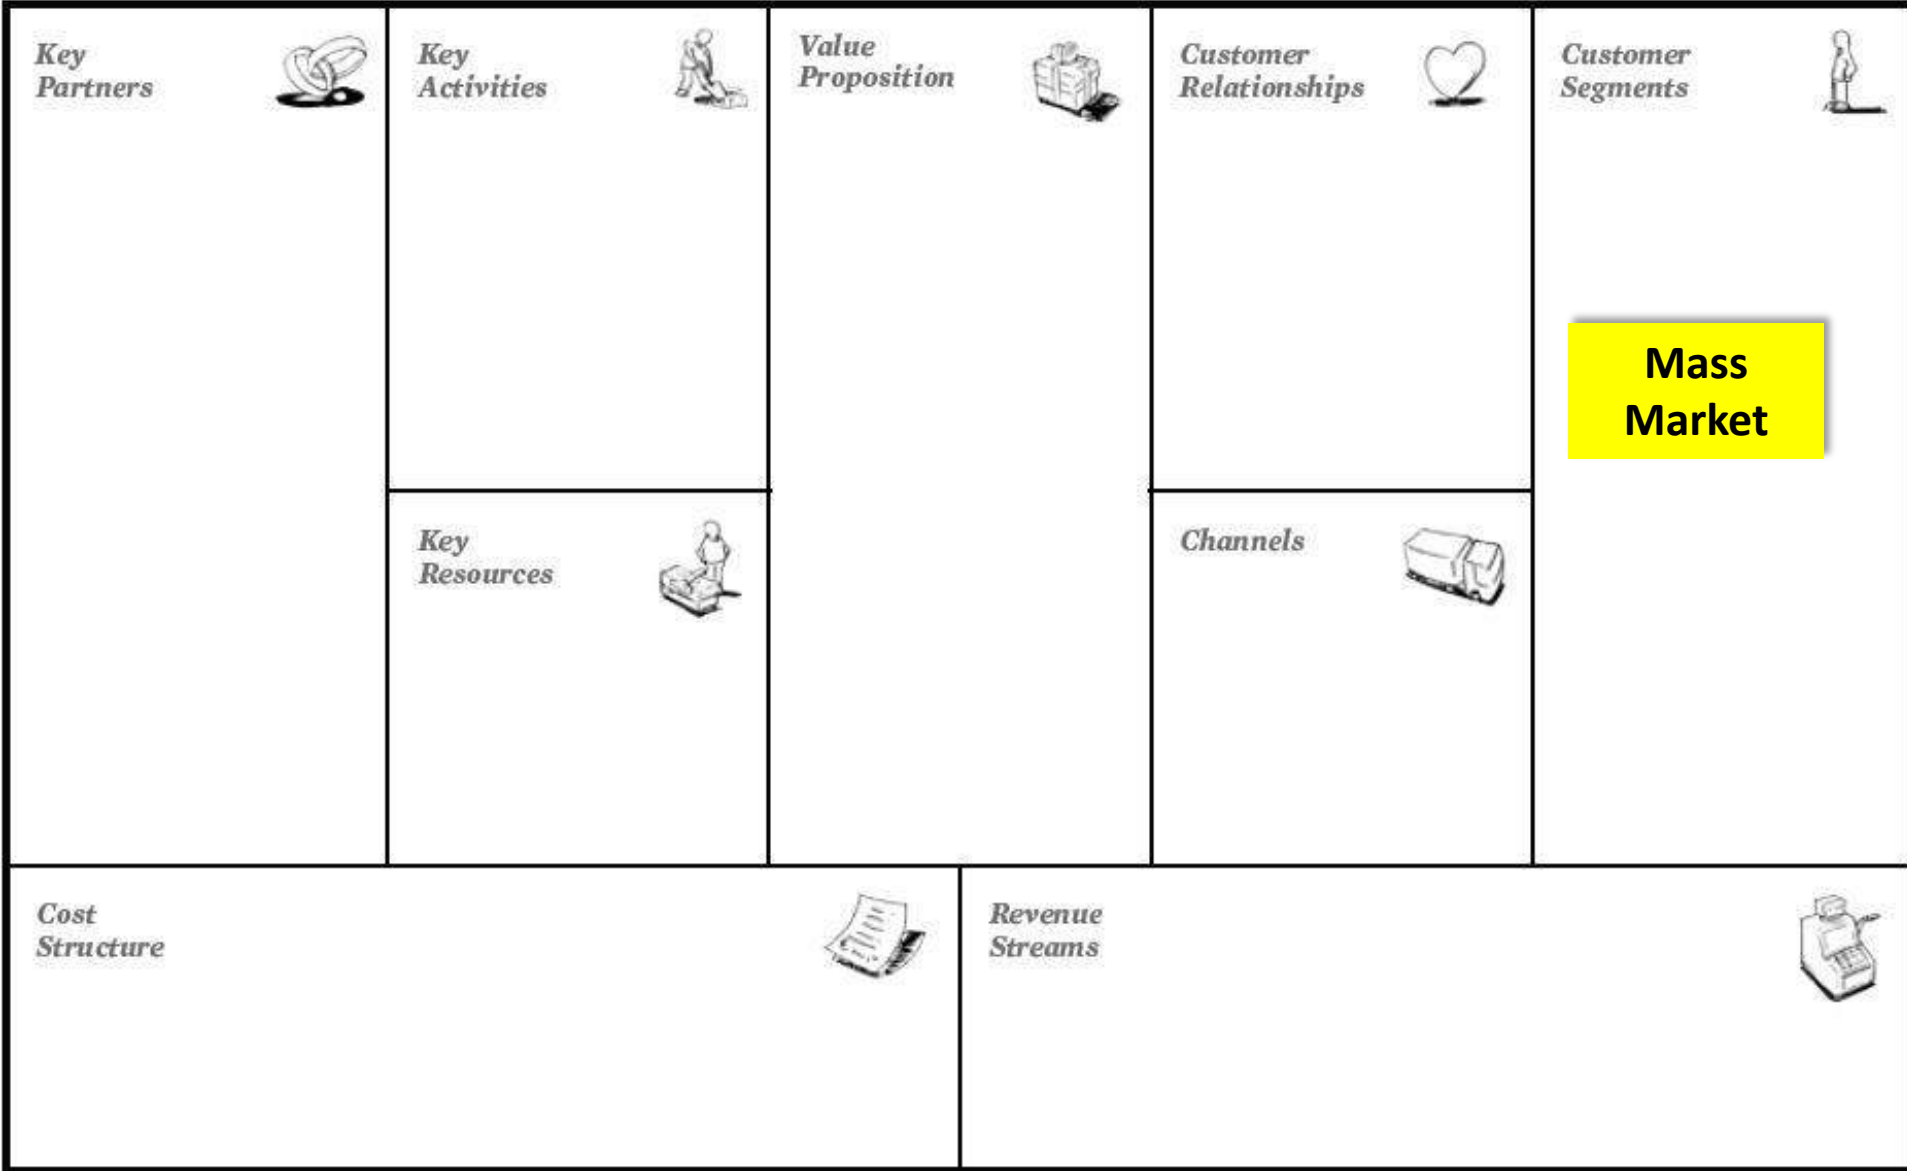 Key
Partners
Key
Activities
Value
Proposition
Customer
Relationships
Customer
Segments
Mass
Market
Key
Resources
Channels
Cost
Structure
Revenue
Streams